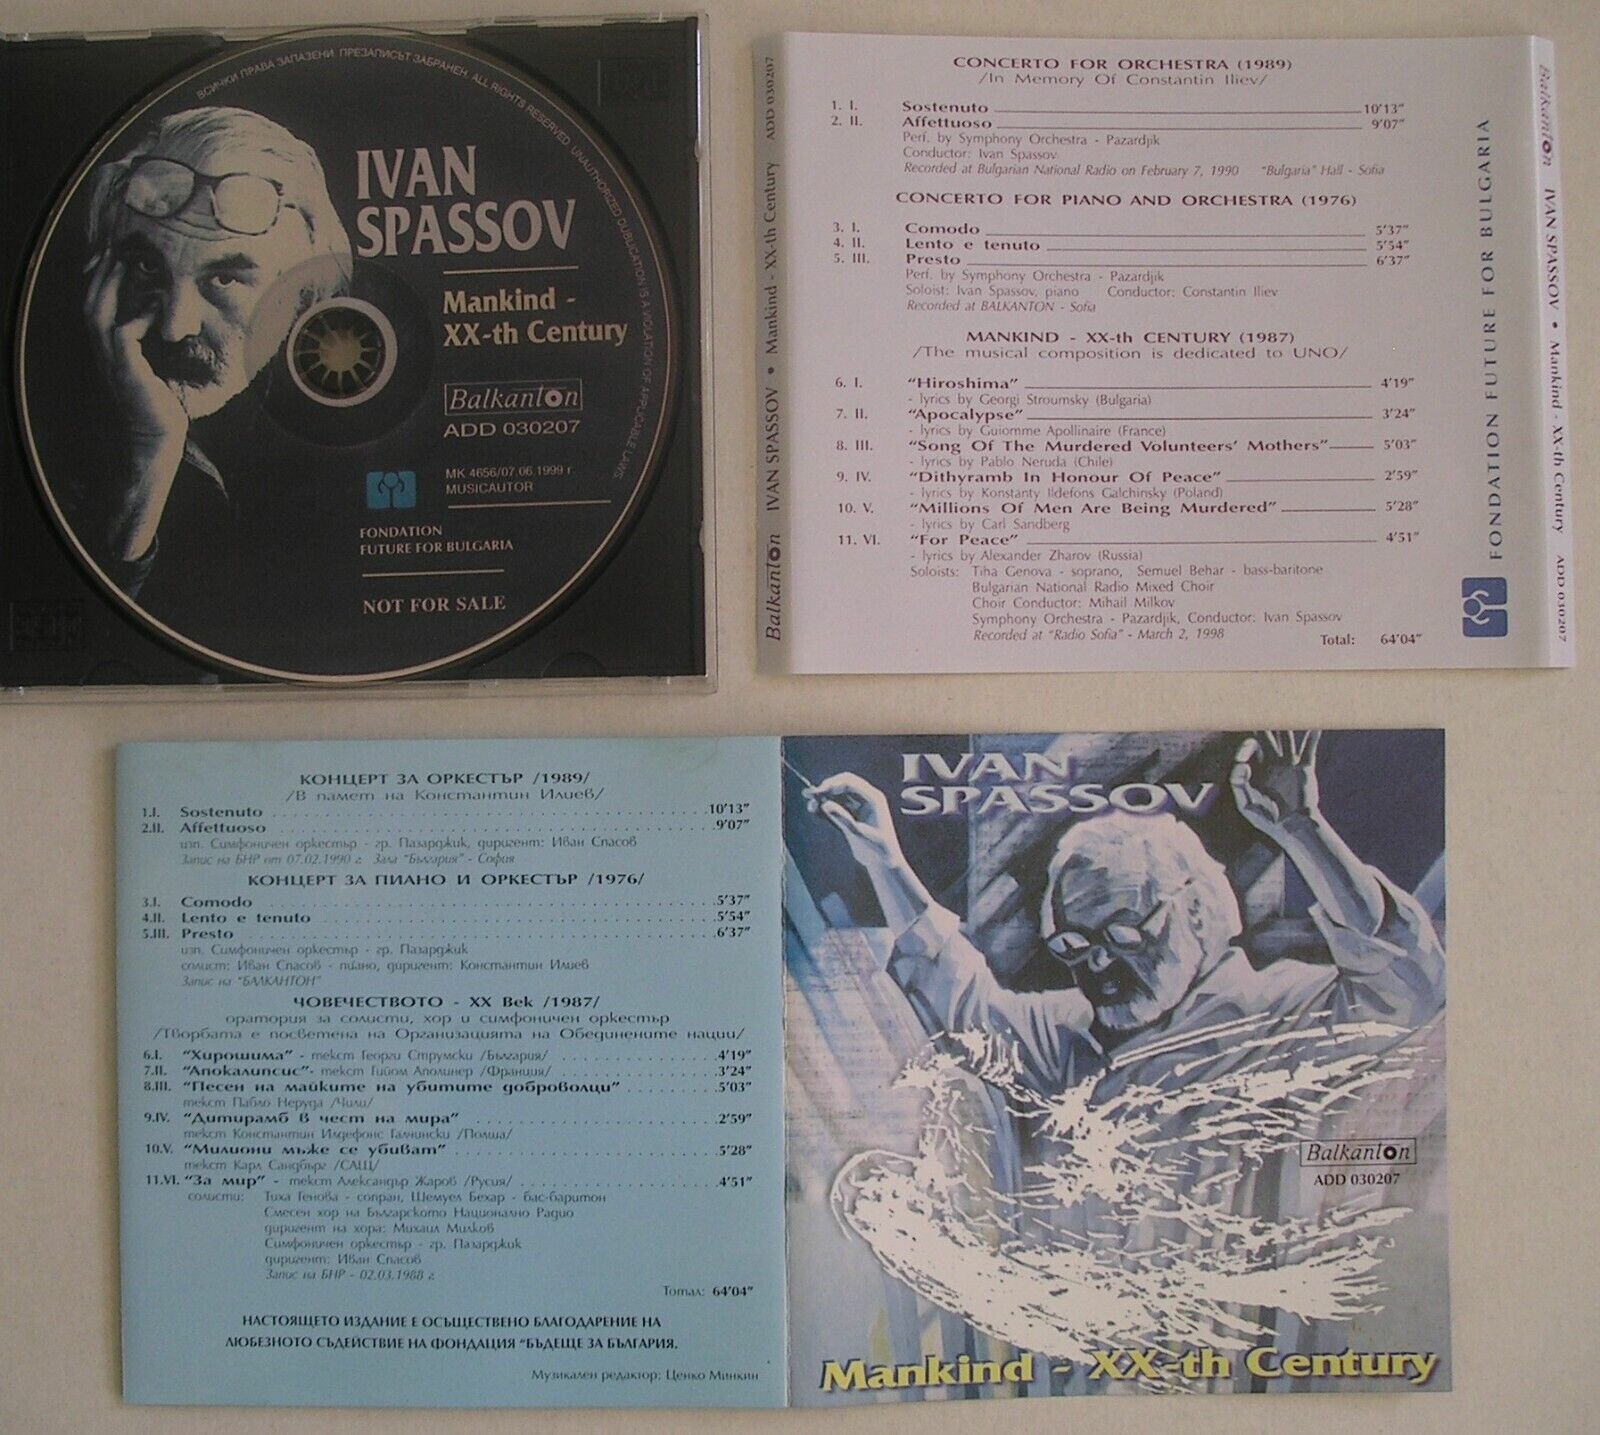 ВСИЧКИ ПРАВА ЗАПАЗЕНИ. ПРЕЗАПИСЪТ ЗАБРАНЕН. ALL RIGHTS RESERVED. UNAUTHORIZED DUBLICATION IS A VIOLATION OF APPLICABLE LAWS.
IVAN
SPASSOV
Mankind -
XX-th Century
Balkanton
ADD 030207
MK 4656/07.06.1999 г.
MUSICAUTOR
FONDATION
FUTURE FOR BULGARIA
NOT FOR SALE
Balkanton IVAN SPASSOV • Mankind - XX-th Century ADD 030207
CONCERTO FOR ORCHESTRA (1989)
/In Memory Of Constantin Iliev/
1. I. Sostenuto 10'13"
2. II. Affettuoso 9'07"
Perf. by Symphony Orchestra - Pazardjik
Conductor: Ivan Spassov
Recorded at Bulgarian National Radio on February 7, 1990 "Bulgaria" Hall - Sofia
CONCERTO FOR PIANO AND ORCHESTRA (1976)
3. I. Comodo 5'37"
4. II. Lento e tenuto 5'54"
5. III. Presto 6'37"
Perf. by Symphony Orchestra - Pazardjik
Soloist: Ivan Spassov, piano Conductor: Constantin Iliev
Recorded at BALKANTON - Sofia
MANKIND - XX-th CENTURY (1987)
/The musical composition is dedicated to UNO/
6. I. "Hiroshima" 4'19"
- lyrics by Georgi Stroumsky (Bulgaria)
7. II. "Apocalypse" 3'24"
- lyrics by Guiomme Apollinaire (France)
8. III. "Song Of The Murdered Volunteers' Mothers" 5'03"
- lyrics by Pablo Neruda (Chile)
9. IV. "Dithyramb In Honour Of Peace" 2'59"
- lyrics by Konstanty Ildefons Galchinsky (Poland)
10. V. "Millions Of Men Are Being Murdered" 5'28"
- lyrics by Carl Sandberg
11. VI. "For Peace" 4'51"
- lyrics by Alexander Zharov (Russia)
Soloists: Tiha Genova - soprano, Semuel Behar - bass-baritone
Bulgarian National Radio Mixed Choir
Choir Conductor: Mihail Milkov
Symphony Orchestra - Pazardjik, Conductor: Ivan Spassov
Recorded at "Radio Sofia" - March 2, 1998
Total: 64'04"
FONDATION FUTURE FOR BULGARIA
Balkanton IVAN SPASSOV • Mankind - XX-th Century ADD 030207
КОНЦЕРТ ЗА ОРКЕСТЪР /1989/
/В памет на Константин Илиев/
1.I. Sostenuto 10'13"
2.II. Affettuoso 9'07"
изп. Симфоничен оркестър - гр. Пазарджик, диригент: Иван Спасов
Запис на БНР от 07.02.1990 г. Зала "България" - София
КОНЦЕРТ ЗА ПИАНО И ОРКЕСТЪР /1976/
3.I. Comodo 5'37"
4.II. Lento e tenuto 5'54"
5.III. Presto 6'37"
изп. Симфоничен оркестър - гр. Пазарджик
солист: Иван Спасов - пиано, диригент: Константин Илиев
Запис на "БАЛКАНТОН"
ЧОВЕЧЕСТВОТО - XX Век /1987/
оратория за солисти, хор и симфоничен оркестър
/Творбата е посветена на Организацията на Обединените нации/
6.I. "Хирошима" - текст Георги Струмски /България/ 4'19"
7.II. "Апокалипсис"- текст Гийом Аполинер /Франция/ 3'24"
8.III. "Песен на майките на убитите доброволци" 5'03"
текст Пабло Неруда /Чили/
9.IV. "Дитирамб в чест на мира" 2'59"
текст Константин Илдефонс Галчински /Полша/
10.V. "Милиони мъже се убиват" 5'28"
текст Карл Сандбърг /САЩ/
11.VI. "За мир" - текст Александър Жаров /Русия/ 4'51"
солисти: Тиха Генова - сопран, Шемуел Бехар - бас-баритон
Смесен хор на Българското Национално Радио
диригент на хора: Михаил Милков
Симфоничен оркестър - гр. Пазарджик
диригент: Иван Спасов
Запис на БНР - 02.03.1988 г.
Тотал: 64'04"
НАСТОЯЩЕТО ИЗДАНИЕ Е ОСЪЩЕСТВЕНО БЛАГОДАРЕНИЕ НА
ЛЮБЕЗНОТО СЪДЕЙСТВИЕ НА ФОНДАЦИЯ "БЪДЕЩЕ ЗА БЪЛГАРИЯ.
Музикален редактор: Ценко Минкин
IVAN
SPASSOV
Balkanton
ADD 030207
Mankind - XX-th Century